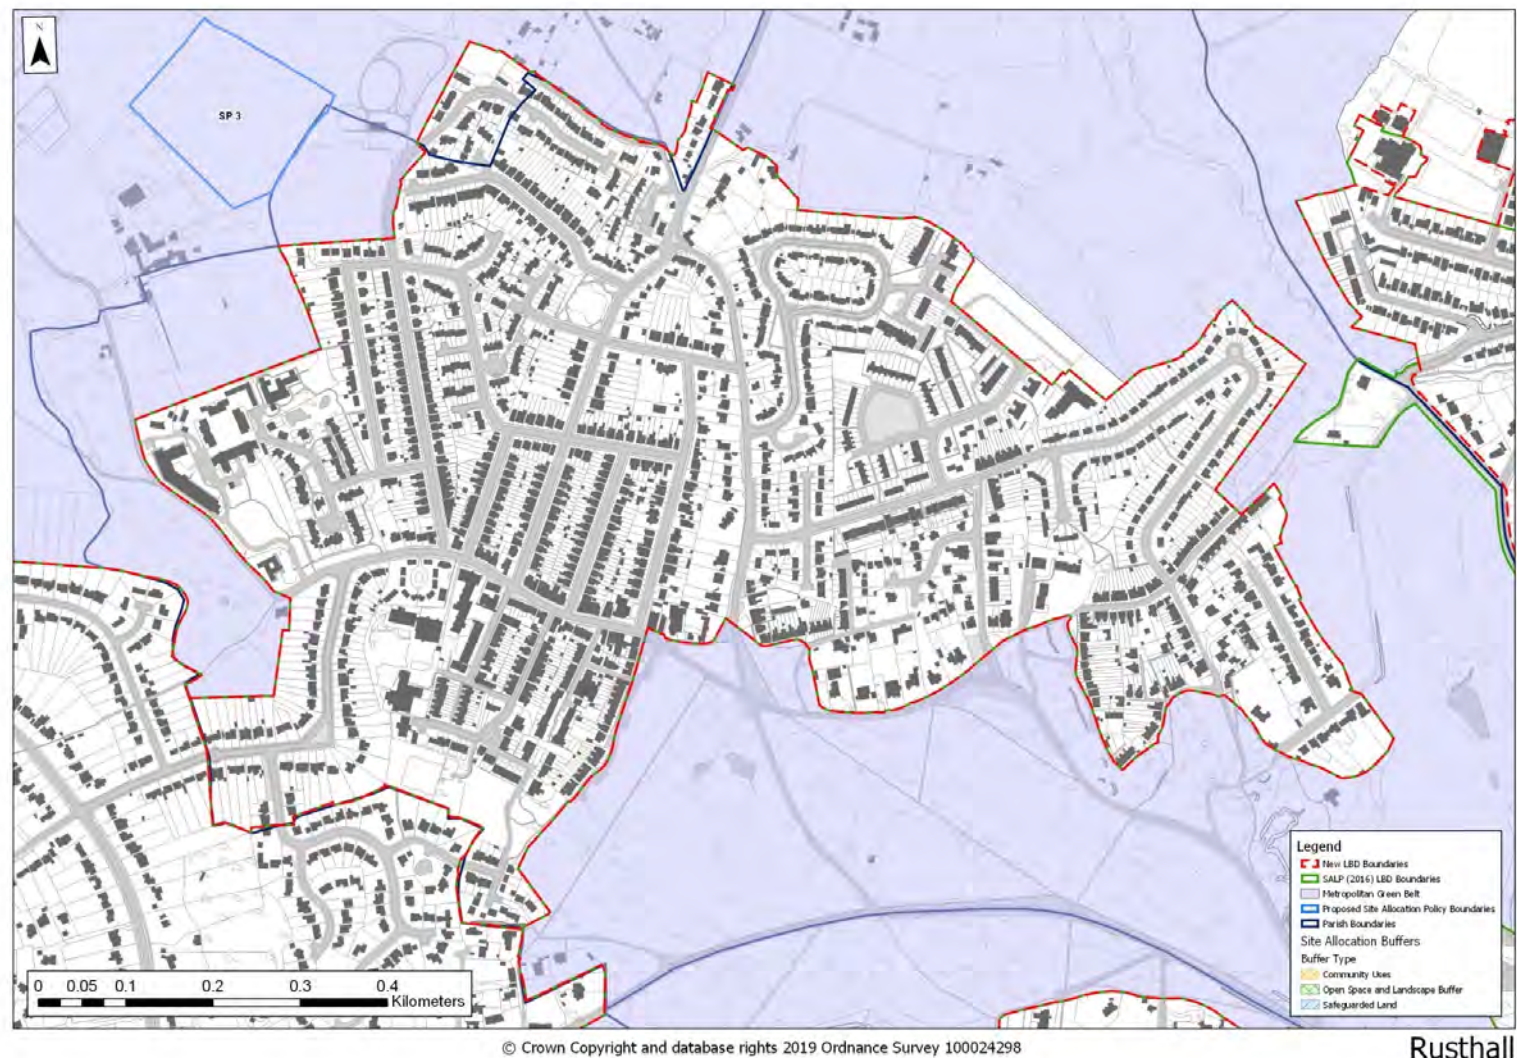 N
SP 3
Legend
New LBD Boundaries
SALP (2016) LBD Boundaries
Metropolitan Green Belt
Proposed Site Allocation Policy Boundaries
Parish Boundaries
Site Allocation Buffers
Buffer Type
Community Uses
Open Space and Landscape Buffer
Safeguarded Land
0 0.05 0.1 0.2 0.3 0.4
Kilometers
© Crown Copyright and database rights 2019 Ordnance Survey 100024298
Rusthall